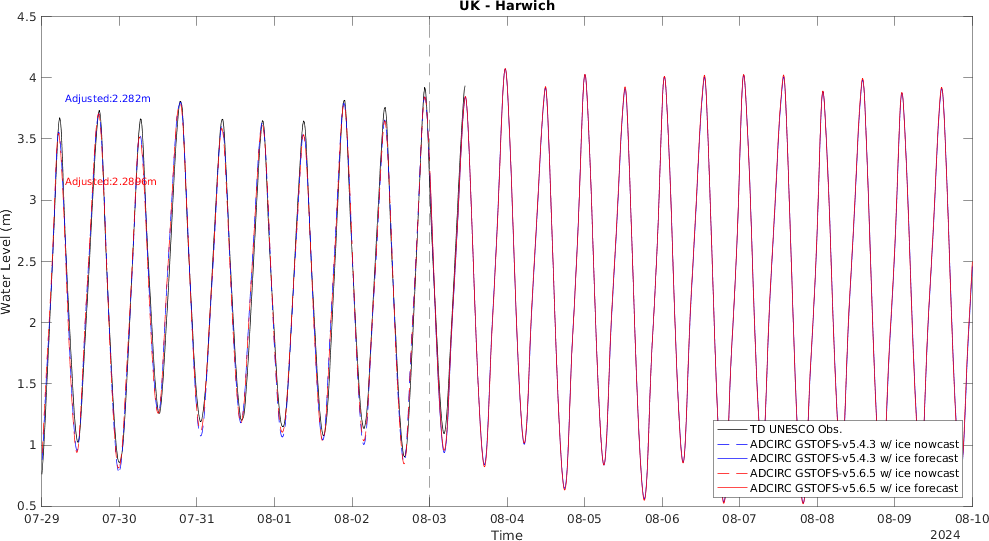 UK - Harwich
4.5
4
3.5
3
2.5
2
1.5
1
0.5
Water Level (m)
Adjusted:2.282m
Adjusted:2.2896m
TD UNESCO Obs.
ADCIRC GSTOFS-v5.4.3 w/ ice nowcast
ADCIRC GSTOFS-v5.4.3 w/ ice forecast
ADCIRC GSTOFS-v5.6.5 w/ ice nowcast
ADCIRC GSTOFS-v5.6.5 w/ ice forecast
07-29 07-30 07-31 08-01 08-02 08-03 08-04 08-05 08-06 08-07 08-08 08-09 08-10
Time
2024